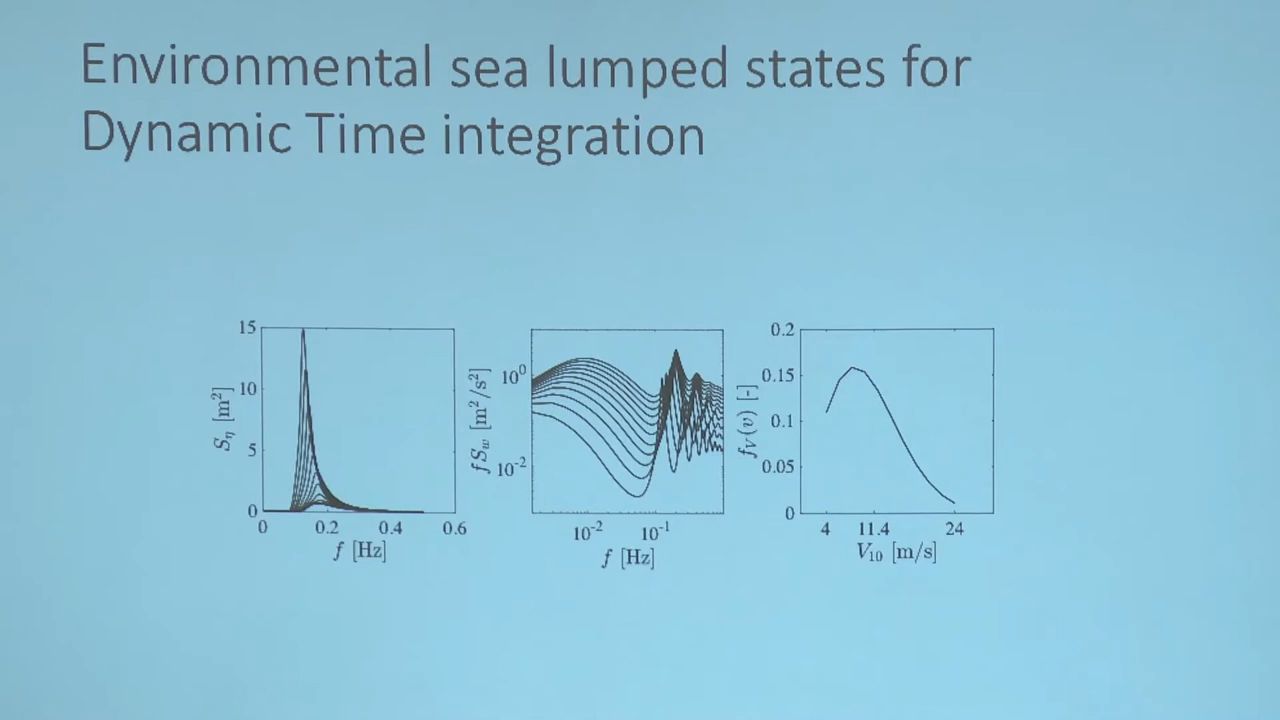 Environmental sea lumped states for
Dynamic Time integration
15
10
5
0
S_η [m²]
0 0.2 0.4 0.6
f [Hz]
10⁰
10⁻²
f S_w [m²/s²]
10⁻² 10⁻¹
f [Hz]
0.2
0.15
0.1
0.05
0
f_V(v) [-]
4 11.4 24
V₁₀ [m/s]